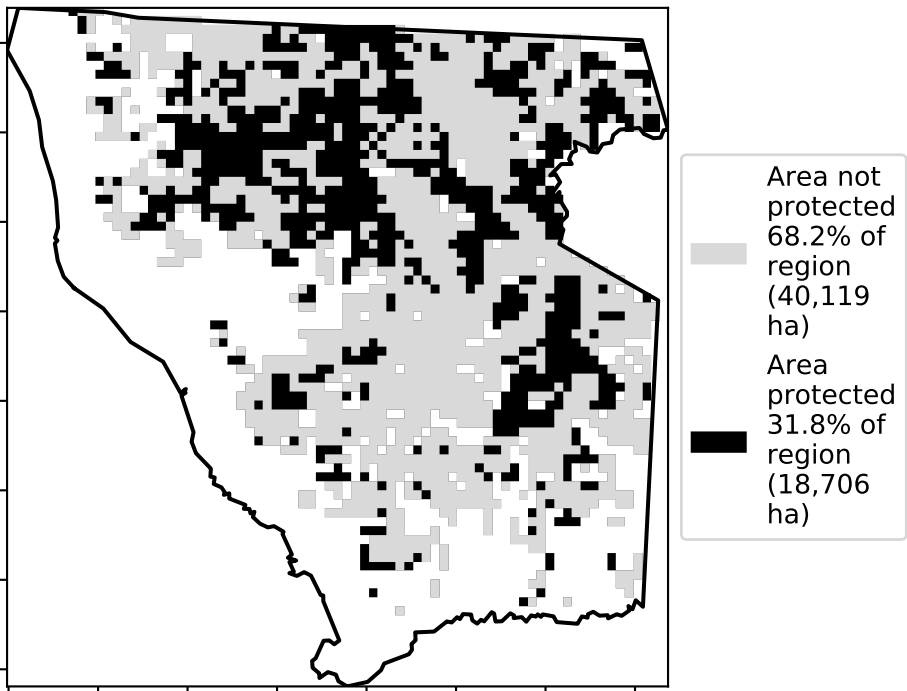 Area not
protected
68.2% of
region
(40,119
ha)
Area
protected
31.8% of
region
(18,706
ha)